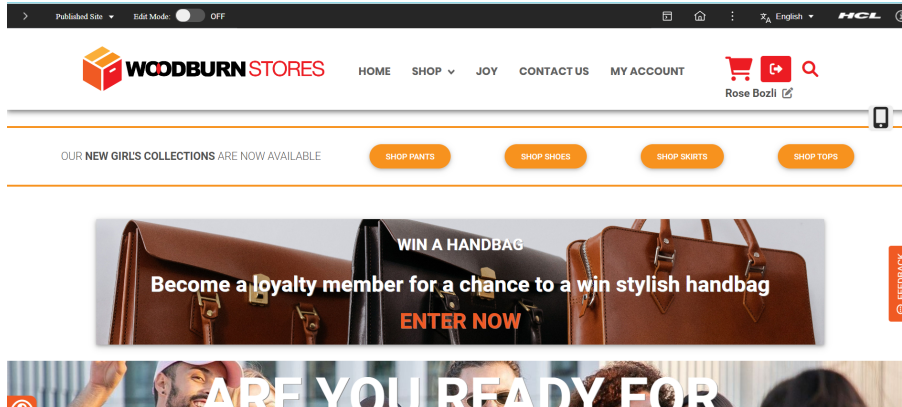 Published Site Edit Mode: OFF English HCL
WOODBURN STORES
HOME SHOP JOY CONTACT US MY ACCOUNT
Rose Bozli
OUR NEW GIRL'S COLLECTIONS ARE NOW AVAILABLE SHOP PANTS SHOP SHOES SHOP SKIRTS SHOP TOPS
WIN A HANDBAG
Become a loyalty member for a chance to a win stylish handbag
ENTER NOW
FEEDBACK
ARE YOU READY FOR